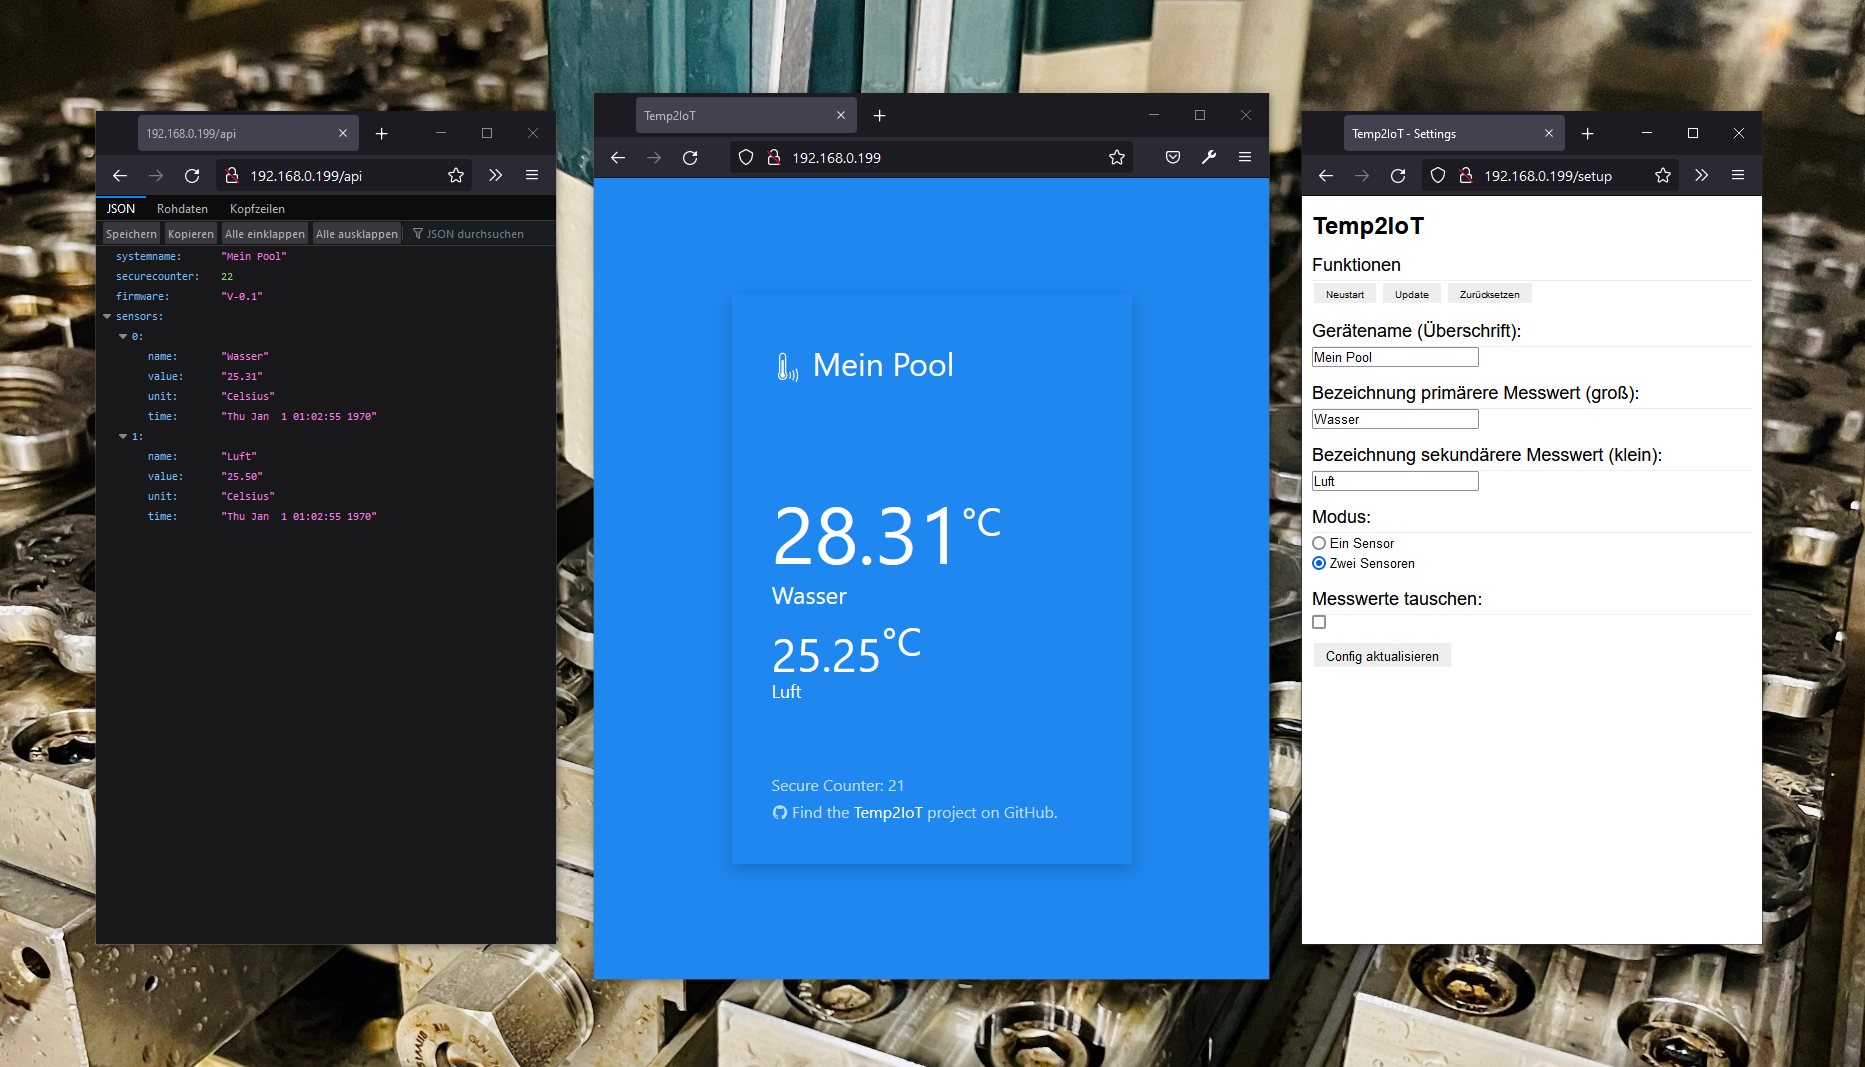 192.168.0.199/api
192.168.0.199/api
JSON Rohdaten Kopfzeilen
Speichern Kopieren Alle einklappen Alle ausklappen JSON durchsuchen
systemname: "Mein Pool"
securecounter: 22
firmware: "V-0.1"
sensors:
0:
name: "Wasser"
value: "25.31"
unit: "Celsius"
time: "Thu Jan  1 01:02:55 1970"
1:
name: "Luft"
value: "25.50"
unit: "Celsius"
time: "Thu Jan  1 01:02:55 1970"
Temp2IoT
192.168.0.199
Mein Pool
28.31°C
Wasser
25.25°C
Luft
Secure Counter: 21
Find the Temp2IoT project on GitHub.
Temp2IoT - Settings
192.168.0.199/setup
Temp2IoT
Funktionen
Neustart Update Zurücksetzen
Gerätename (Überschrift):
Mein Pool
Bezeichnung primärere Messwert (groß):
Wasser
Bezeichnung sekundärere Messwert (klein):
Luft
Modus:
Ein Sensor
Zwei Sensoren
Messwerte tauschen:
Config aktualisieren